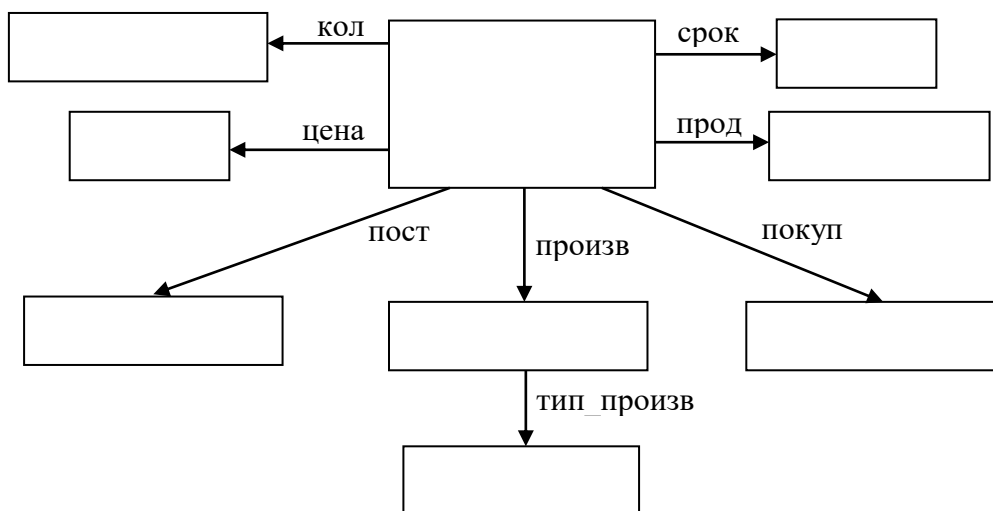 кол
срок
цена
прод
пост
произв
покуп
тип_произв